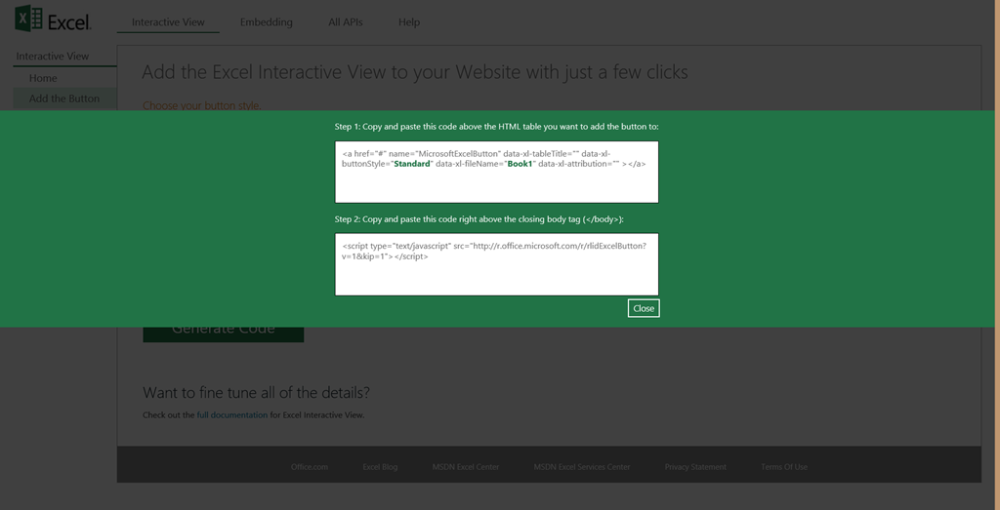 Excel
Interactive View
Embedding
All APIs
Help
Interactive View
Home
Add the Button
Add the Excel Interactive View to your Website with just a few clicks
Choose your button style.
Step 1: Copy and paste this code above the HTML table you want to add the button to:
<a href="#" name="MicrosoftExcelButton" data-xl-tableTitle="" data-xl-
buttonStyle="Standard" data-xl-fileName="Book1" data-xl-attribution="" ></a>
Step 2: Copy and paste this code right above the closing body tag (</body>):
<script type="text/javascript" src="http://r.office.microsoft.com/r/rlidExcelButton?
v=1&kip=1"></script>
Close
Generate Code
Want to fine tune all of the details?
Check out the full documentation for Excel Interactive View.
Office.com
Excel Blog
MSDN Excel Center
MSDN Excel Services Center
Privacy Statement
Terms Of Use